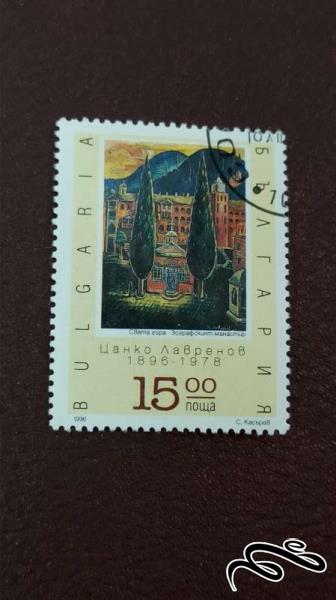 BULGARIA
БЪЛГАРИЯ
Света гора - Зографският манастир
Цанко Лавренов
1896-1978
15 00
поща
1996
С. Касъров